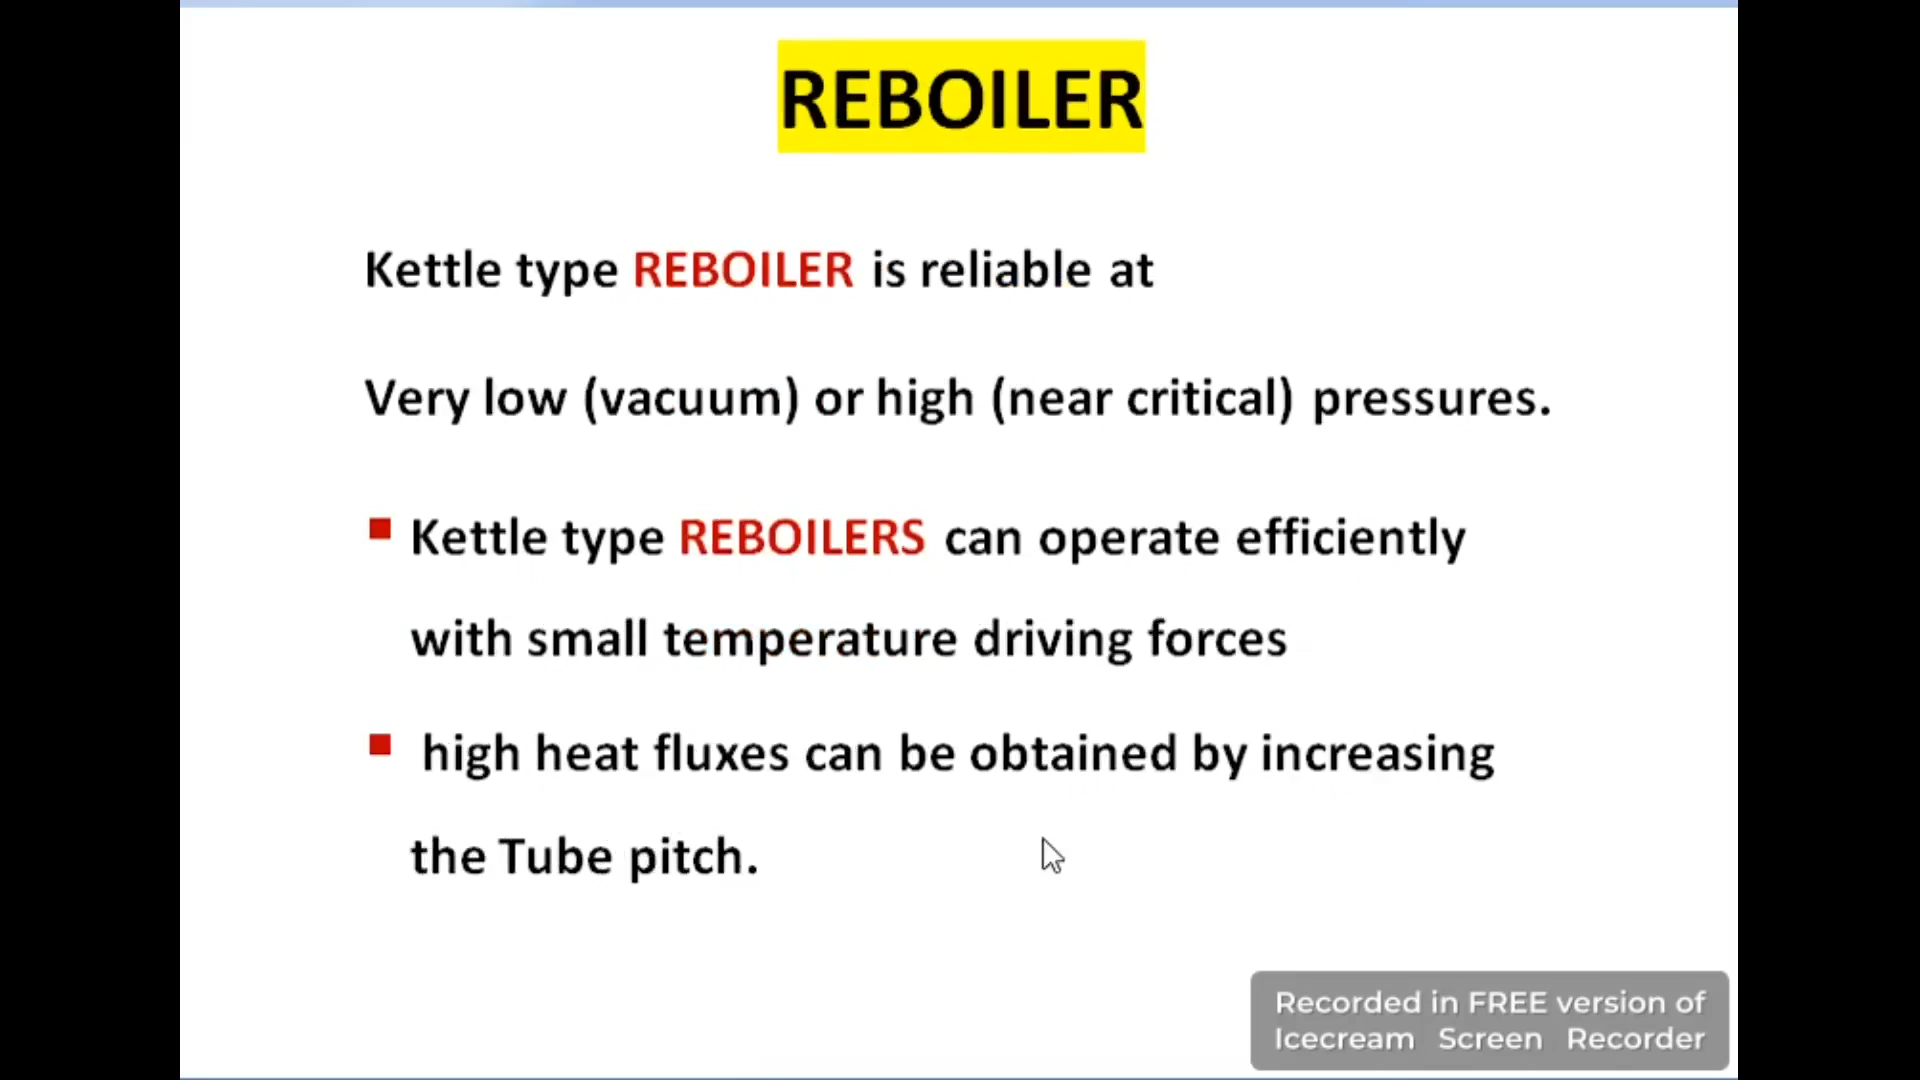 REBOILER
Kettle type REBOILER is reliable at
Very low (vacuum) or high (near critical) pressures.
Kettle type REBOILERS can operate efficiently
with small temperature driving forces
high heat fluxes can be obtained by increasing
the Tube pitch.
Recorded in FREE version of
Icecream Screen Recorder